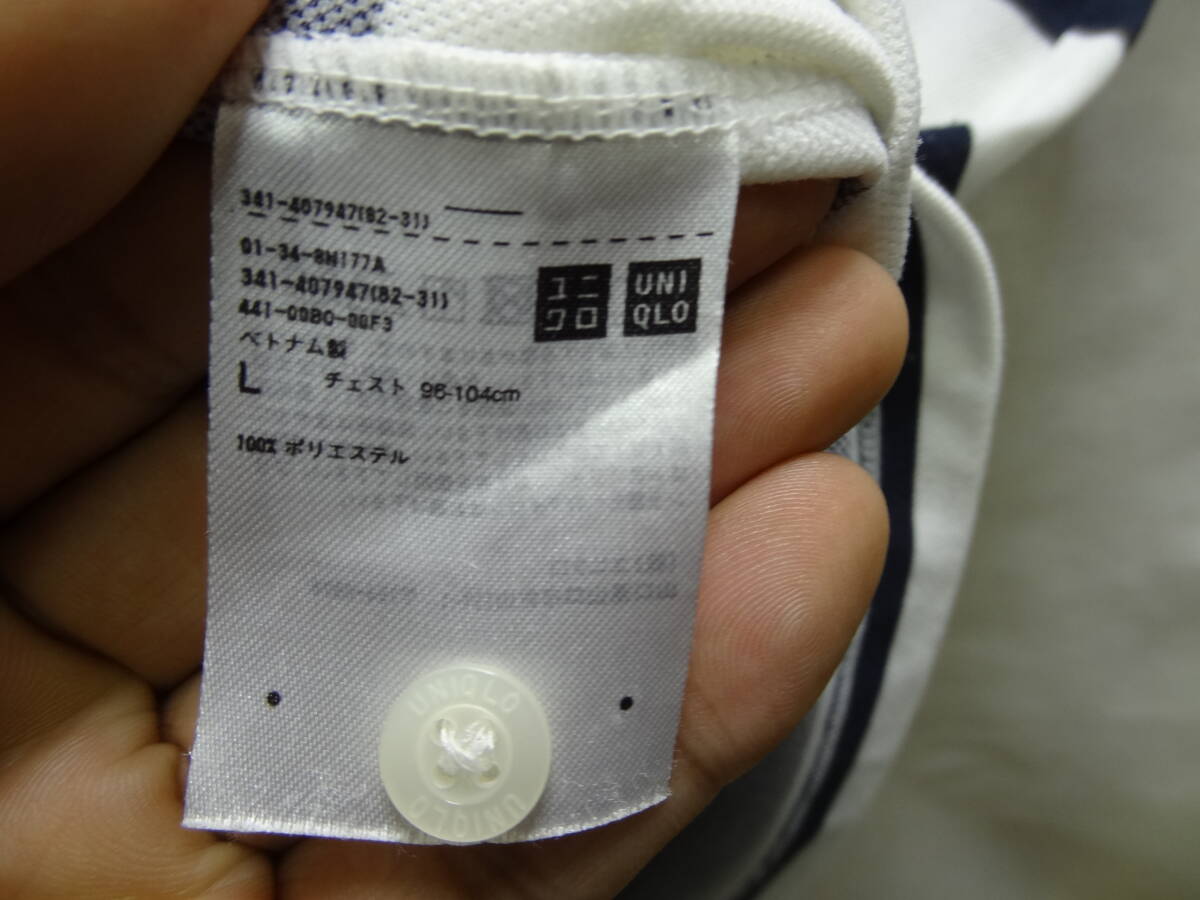 341-407947(82-31)
01-34-8N177A
341-407947(82-31)
441-00B0-00F3
ベトナム製
L チェスト 96-104cm
100% ポリエステル
ユニ
クロ
UNI
QLO
UNIQLO
UNIQLO